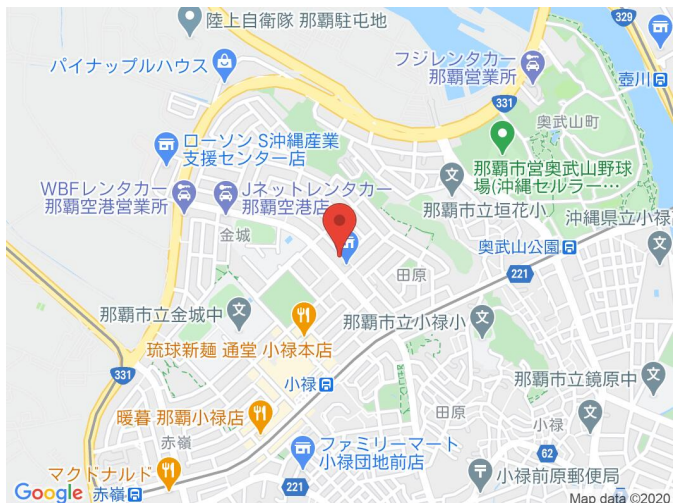 陸上自衛隊 那覇駐屯地
329
パイナップルハウス
フジレンタカー
那覇営業所
壺川
331
奥武山町
ローソン S沖縄産業
支援センター店
那覇市営奥武山野球
場(沖縄セルラー…
WBFレンタカー
那覇空港営業所
Jネットレンタカー
那覇空港店
那覇市立垣花小
沖縄県立小禄
金城
奥武山公園
田原
221
那覇市立金城中
那覇市立小禄小
琉球新麺 通堂 小禄本店
331
小禄
那覇市立鏡原中
暖暮 那覇小禄店
田原
小禄
赤嶺
ファミリーマート
小禄団地前店
62
マクドナルド
小禄前原郵便局
221
Google
赤嶺
Map data ©2020